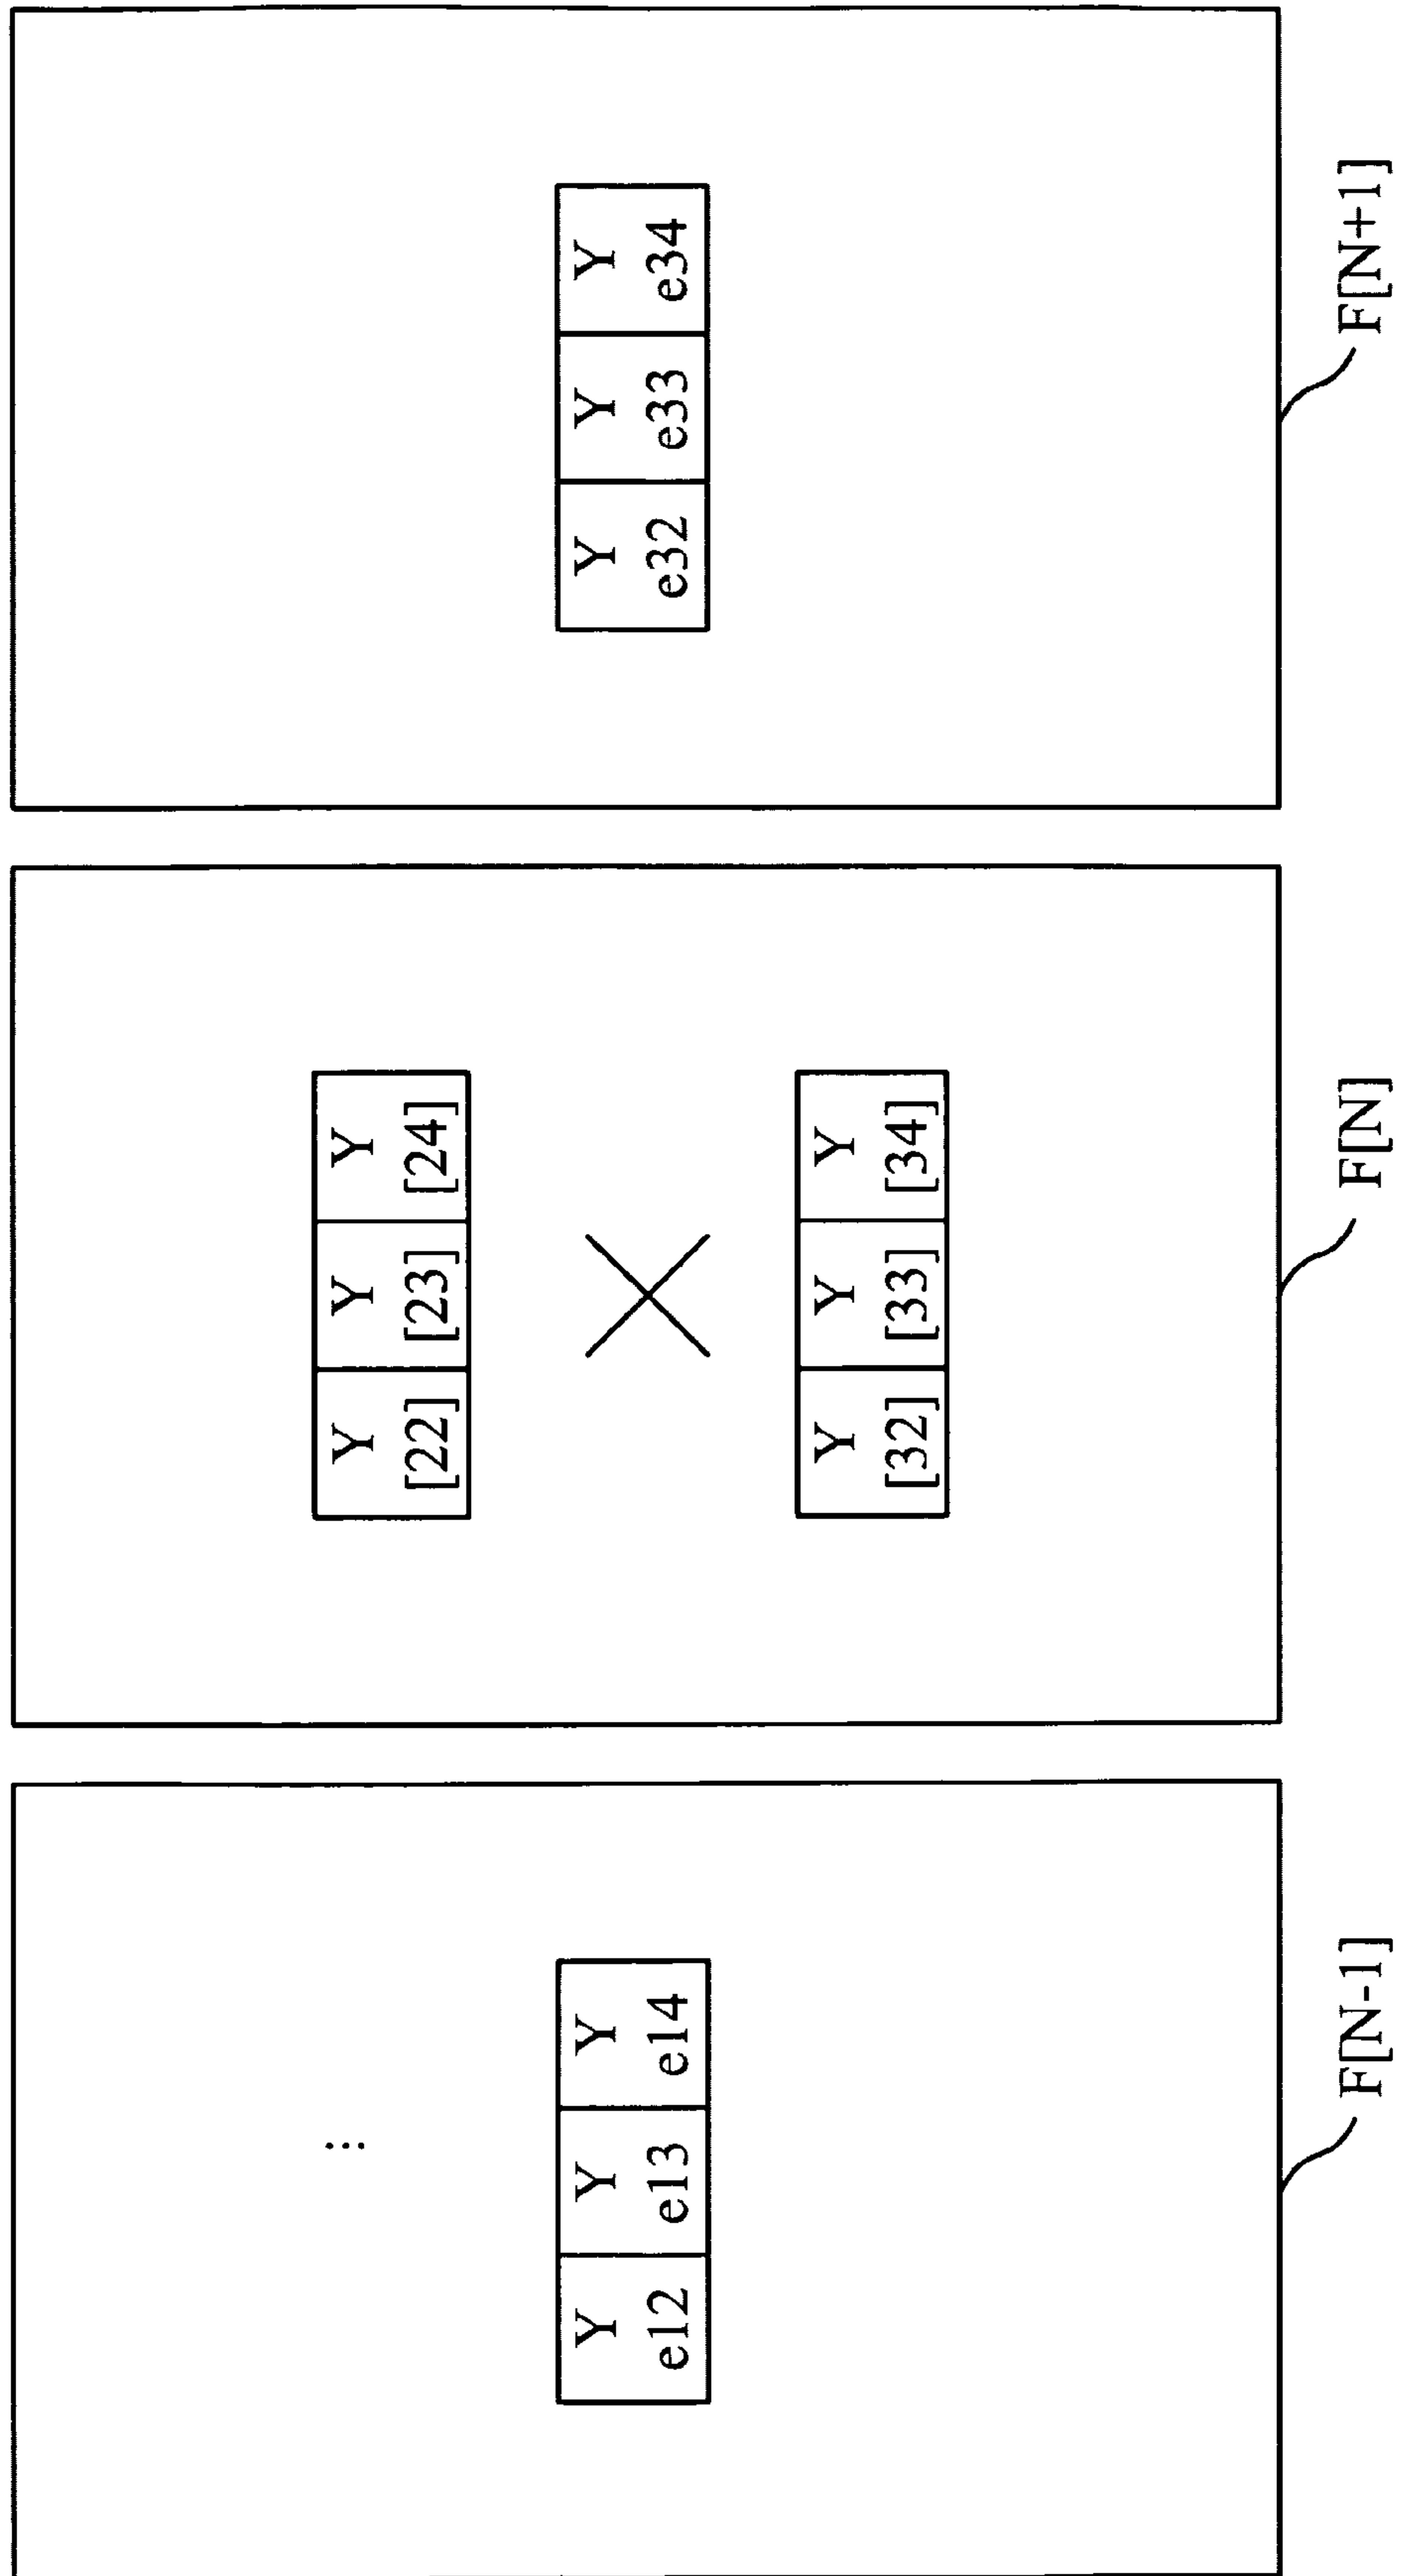 Y Y Y
e12 e13 e14
F[N-1]
Y Y Y
[22] [23] [24]
Y Y Y
[32] [33] [34]
F[N]
Y Y Y
e32 e33 e34
F[N+1]